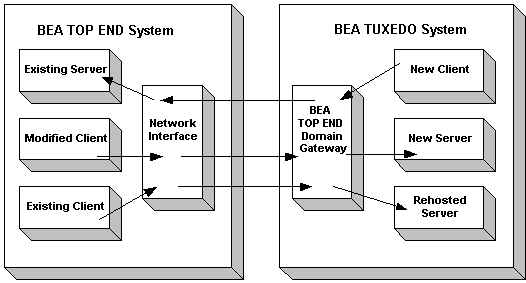 BEA TOP END System
Existing Server
Modified Client
Existing Client
Network
Interface
BEA TUXEDO System
BEA
TOP END
Domain
Gateway
New Client
New Server
Rehosted
Server